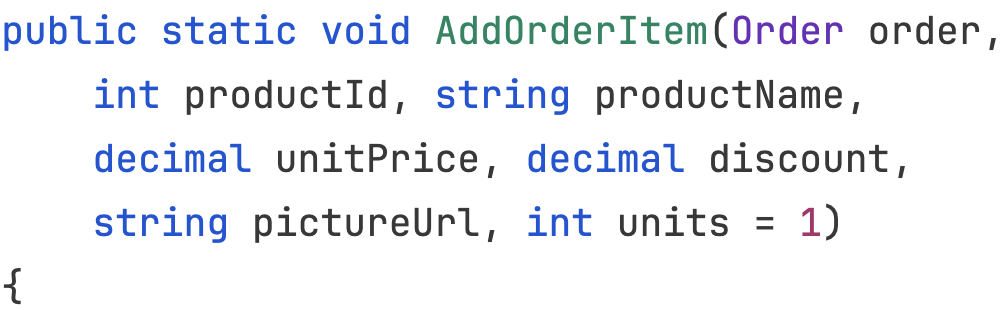 public static void AddOrderItem(Order order,
    int productId, string productName,
    decimal unitPrice, decimal discount,
    string pictureUrl, int units = 1)
{